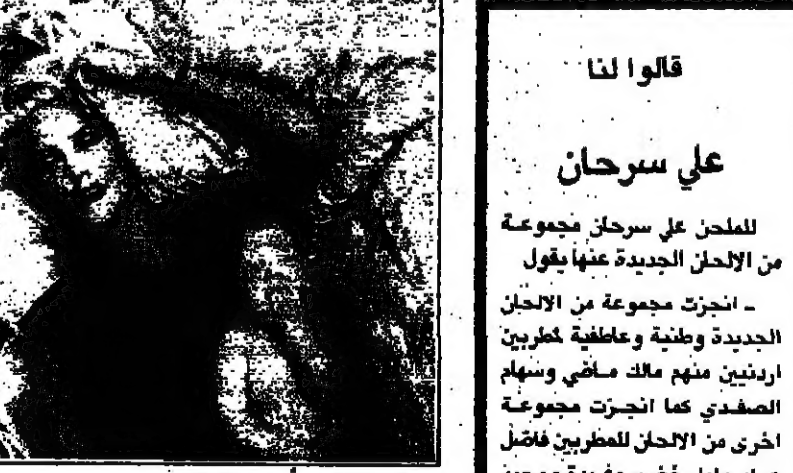 قالوا لنا
علي سرحان
للملحن علي سرحان مجموعة
من الالحان الجديدة عنها يقول
ـ انجزت مجموعة من الالحان
الجديدة وطنية وعاطفية لمطربين
اردنيين منهم مالك ماضي وسهام
الصفدي كما انجزت مجموعة
اخرى من الالحان للمطربين فاضل